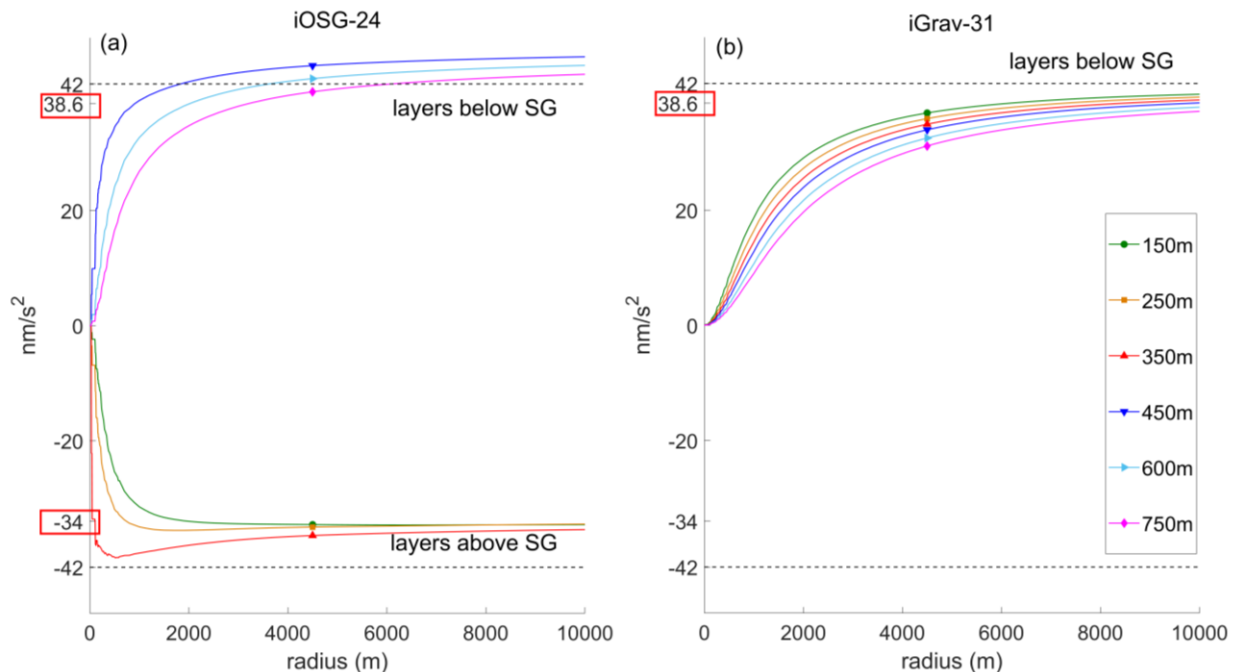 iOSG-24
(a)
42
38.6
20
0
-20
-34
-42
nm/s²
layers below SG
layers above SG
0 2000 4000 6000 8000 10000
radius (m)
iGrav-31
(b)
layers below SG
42
38.6
20
0
-20
-34
-42
nm/s²
150m
250m
350m
450m
600m
750m
0 2000 4000 6000 8000 10000
radius (m)